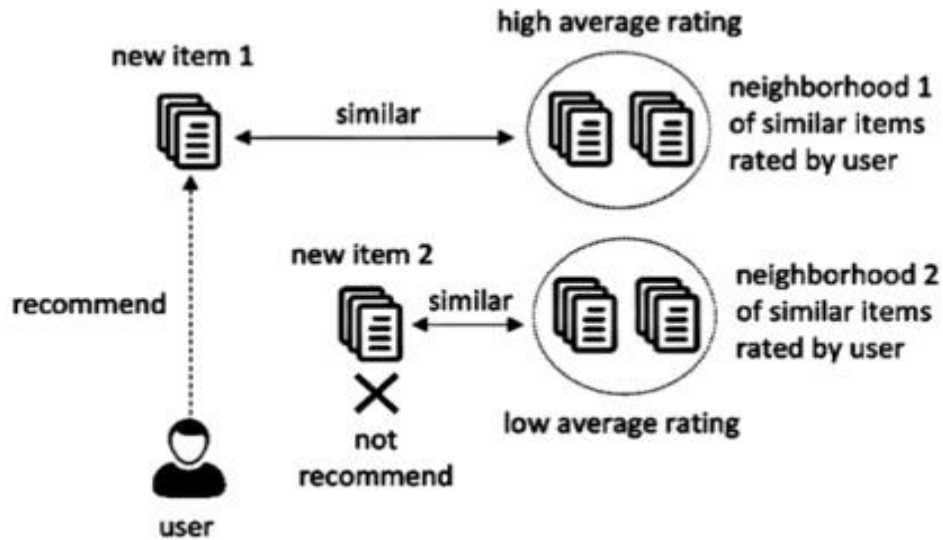 high average rating
new item 1
similar
neighborhood 1
of similar items
rated by user
new item 2
similar
neighborhood 2
of similar items
rated by user
recommend
not
recommend
low average rating
user